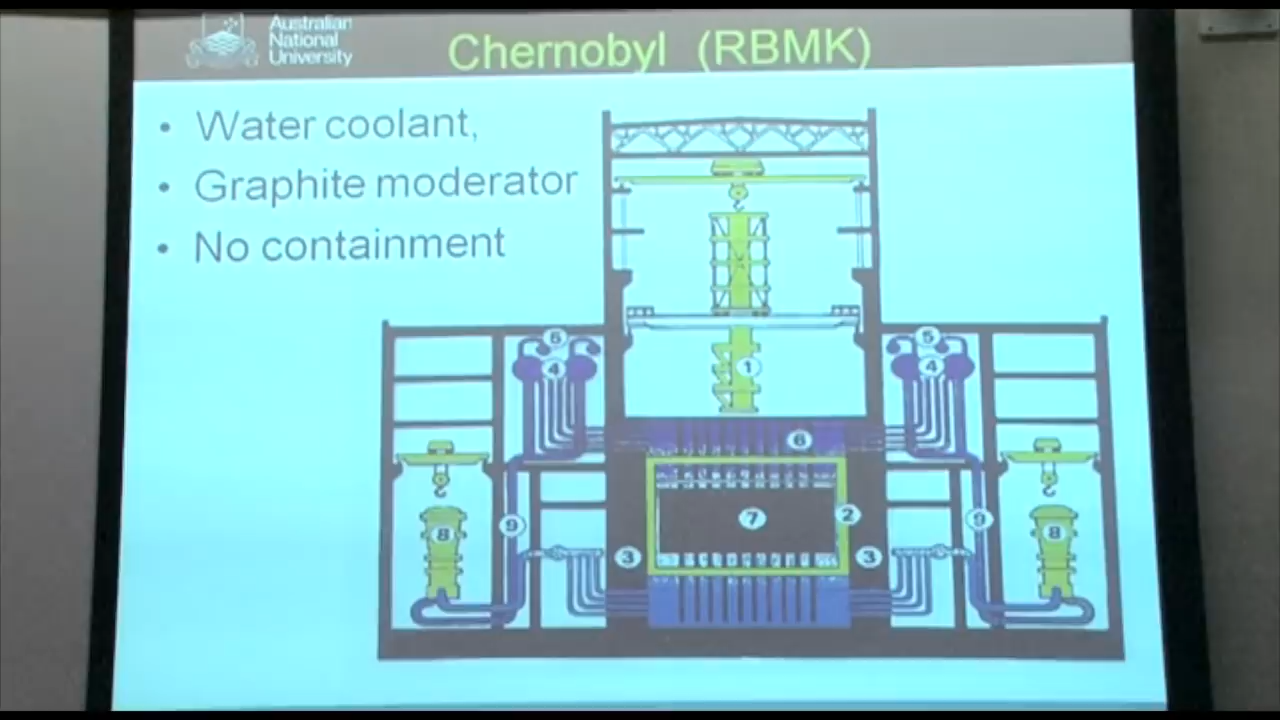 Australian
National
University
Chernobyl (RBMK)
• Water coolant,
• Graphite moderator
• No containment
5 5
4 4
1
6
7 2
9 9
8 8
3 3